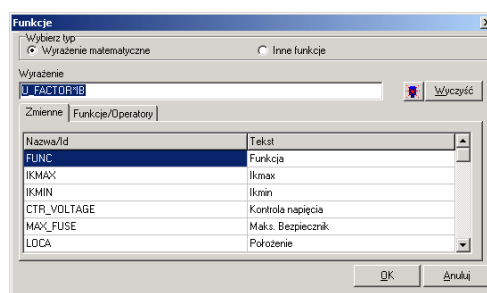 Funkcje
Wybierz typ
Wyrażenie matematyczne Inne funkcje
Wyrażenie
U_FACTOR*IB Wyczyść
Zmienne Funkcje/Operatory
Nazwa/Id Tekst
FUNC Funkcja
IKMAX Ikmax
IKMIN Ikmin
CTR_VOLTAGE Kontrola napięcia
MAX_FUSE Maks. Bezpiecznik
LOCA Położenie
OK Anuluj